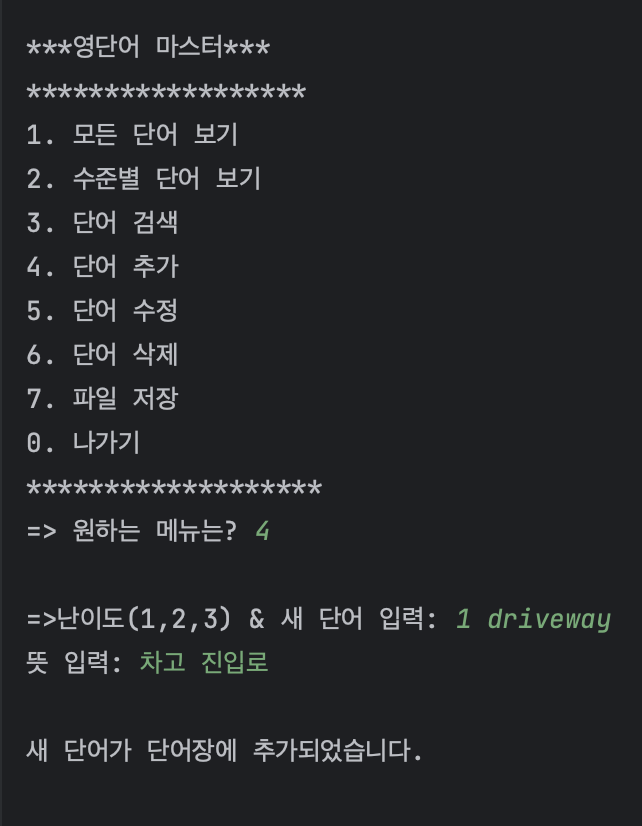 ***영단어 마스터***
******************
1. 모든 단어 보기
2. 수준별 단어 보기
3. 단어 검색
4. 단어 추가
5. 단어 수정
6. 단어 삭제
7. 파일 저장
0. 나가기
*******************
=> 원하는 메뉴는? 4
=>난이도(1,2,3) & 새 단어 입력: 1 driveway
뜻 입력: 차고 진입로
새 단어가 단어장에 추가되었습니다.